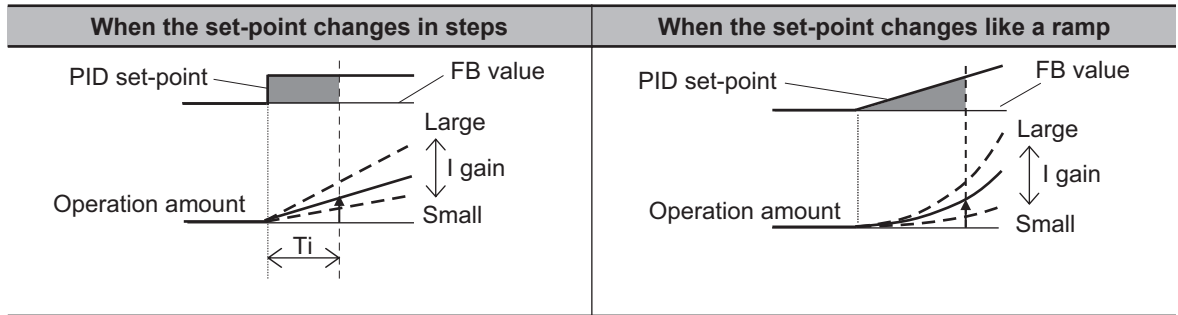 When the set-point changes in steps
When the set-point changes like a ramp
PID set-point
FB value
Large
I gain
Operation amount
Small
Ti
PID set-point
FB value
Large
I gain
Operation amount
Small